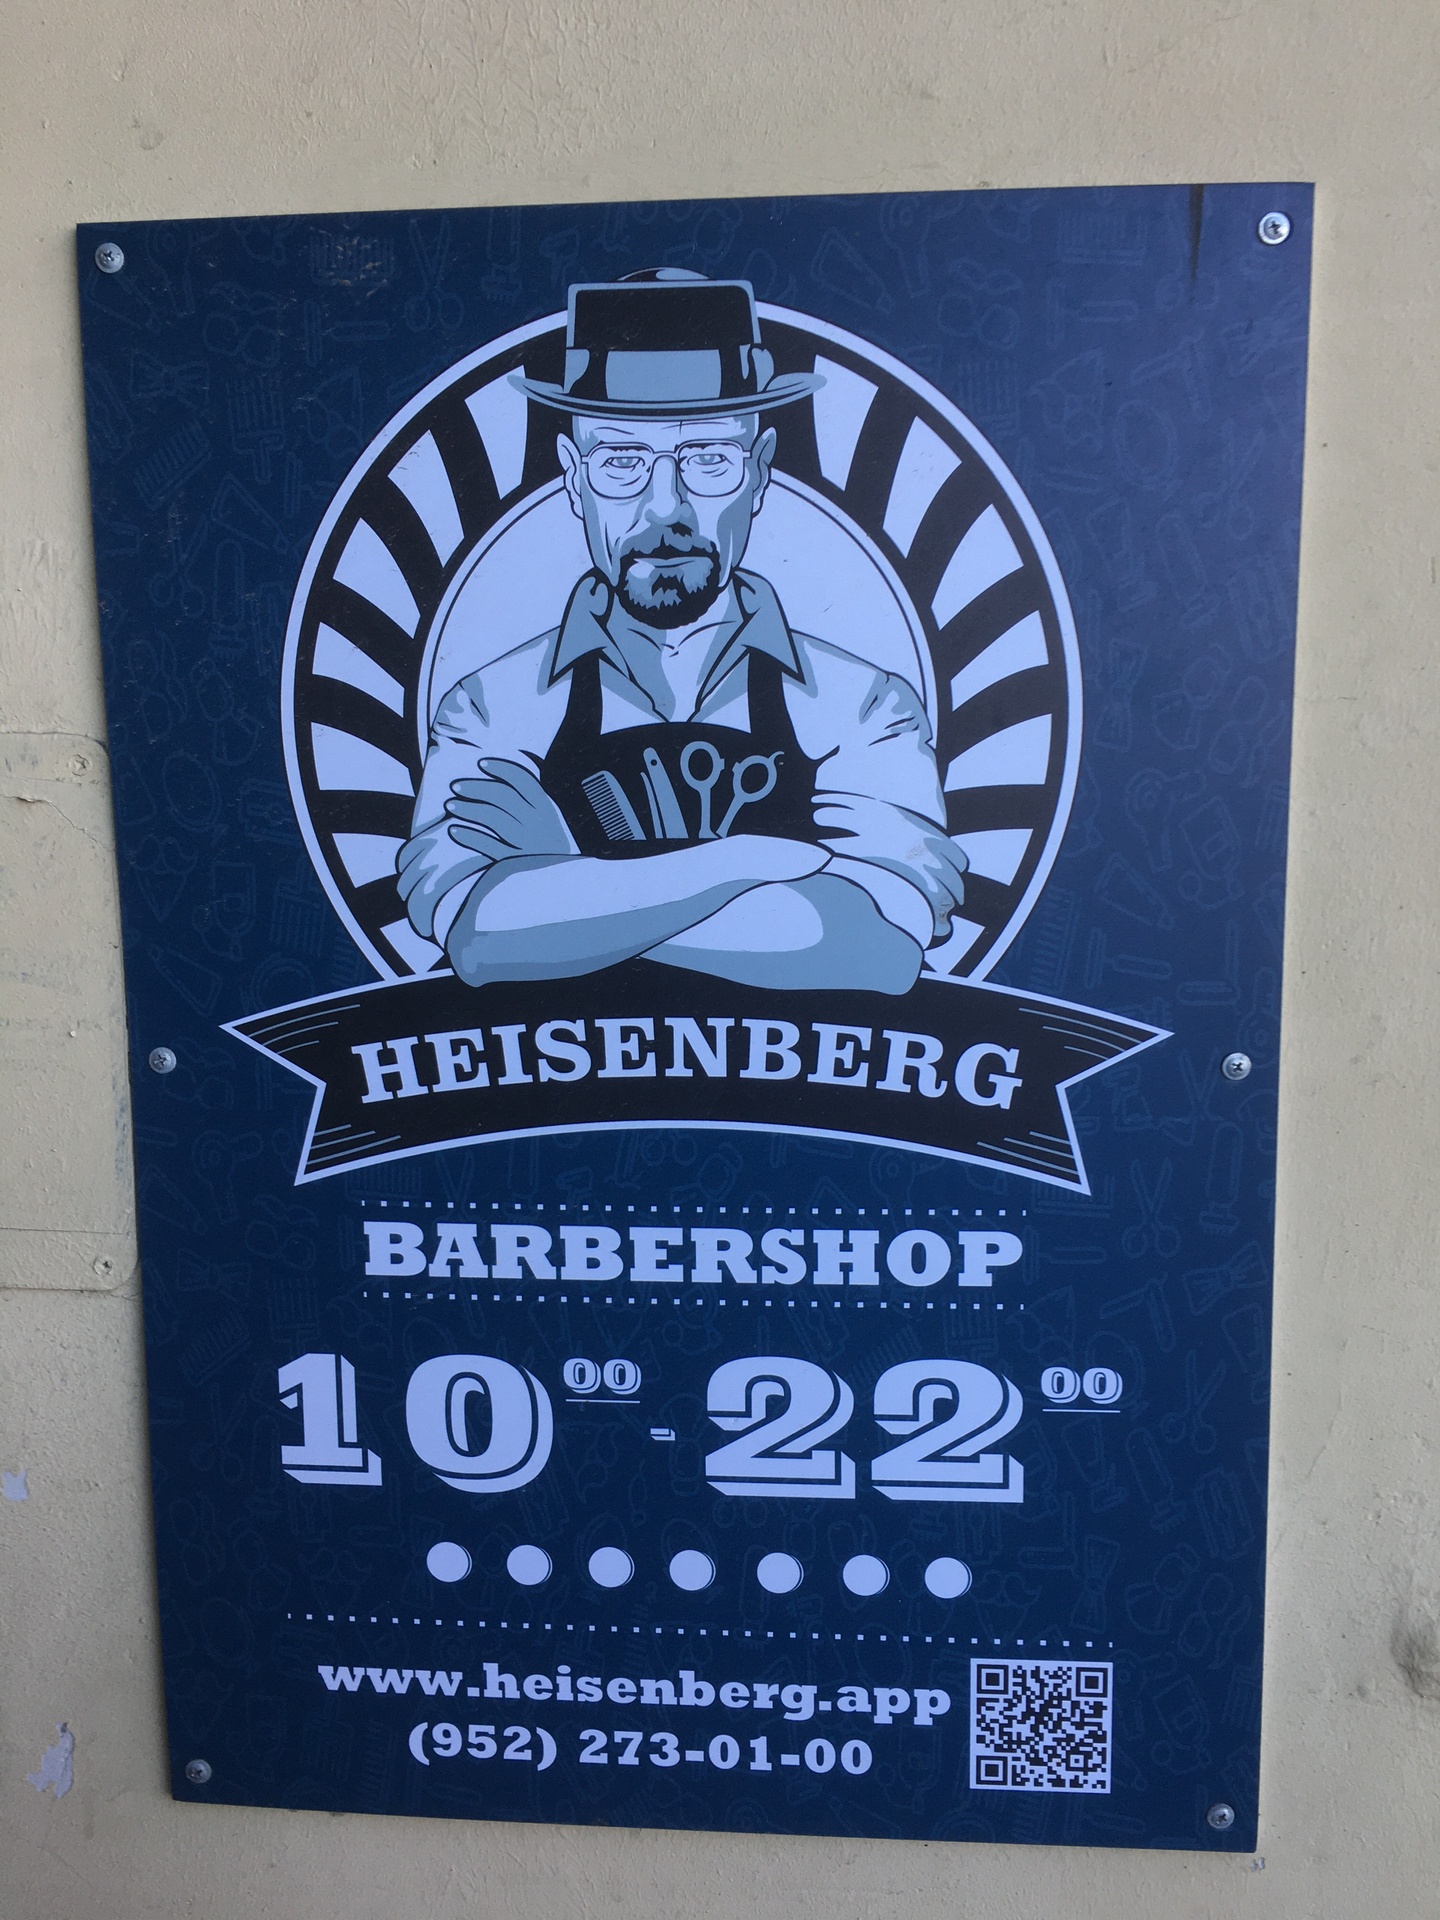 HEISENBERG
BARBERSHOP
10⁰⁰ - 22⁰⁰
www.heisenberg.app
(952) 273-01-00